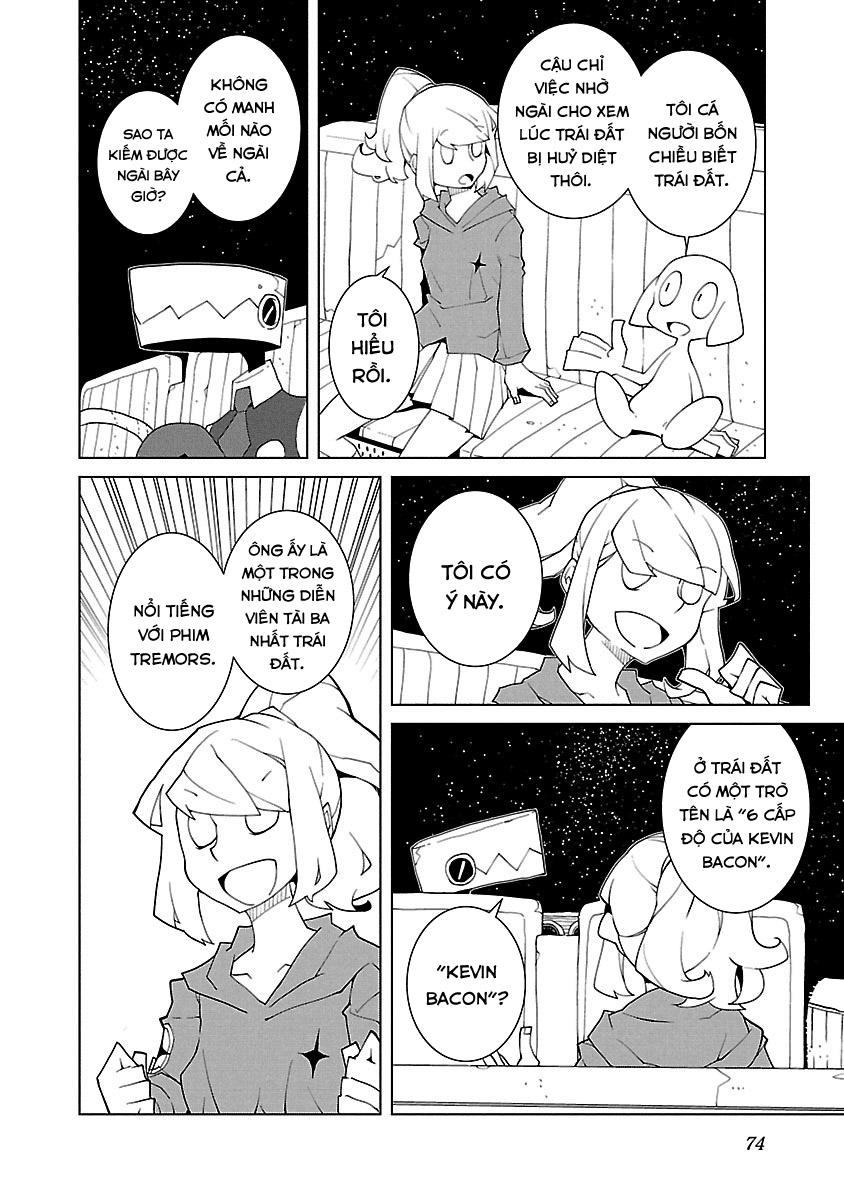 TÔI CÁ
NGƯỜI BỐN
CHIỀU BIẾT
TRÁI ĐẤT.
CẬU CHỈ
VIỆC NHỜ
NGÀI CHO XEM
LÚC TRÁI ĐẤT
BỊ HUỶ DIỆT
THÔI.
TÔI
HIỂU
RỒI.
KHÔNG
CÓ MANH
MỐI NÀO
VỀ NGÀI
CẢ.
SAO TA
KIẾM ĐƯỢC
NGÀI BÂY
GIỜ?
TÔI CÓ
Ý NÀY.
Ở TRÁI ĐẤT
CÓ MỘT TRÒ
TÊN LÀ "6 CẤP
ĐỘ CỦA KEVIN
BACON".
"KEVIN
BACON"?
ÔNG ẤY LÀ
MỘT TRONG
NHỮNG DIỄN
VIÊN TÀI BA
NHẤT TRÁI
ĐẤT.
NỔI TIẾNG
VỚI PHIM
TREMORS.
74